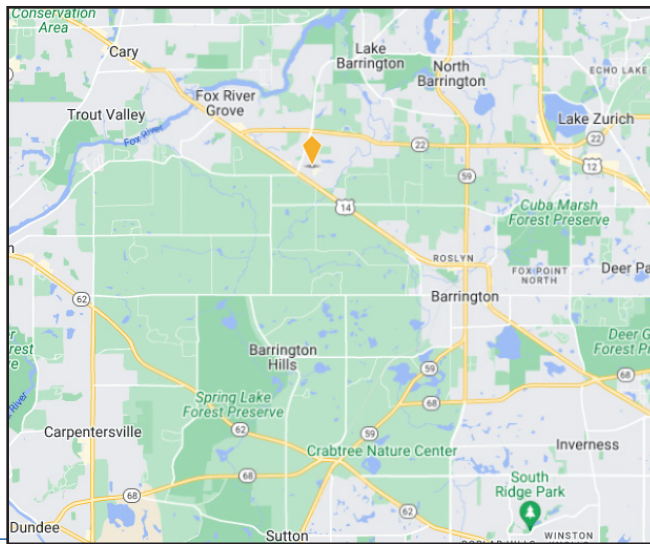 Conservation
Area
Cary
Lake
Barrington
North
Barrington
ECHO LAKE
Trout Valley
Fox River
Grove
Lake Zurich
Fox River
22
22
12
59
14
Cuba Marsh
Forest Preserve
ROSLYN
FOX POINT
NORTH
Deer Pa
62
Barrington
Barrington
Hills
Deer G
Forest P
59
68
68
Spring Lake
Forest Preserve
River
Carpentersville
62
59
Crabtree Nature Center
Inverness
68
South
Ridge Park
62
Dundee
Sutton
WINSTON